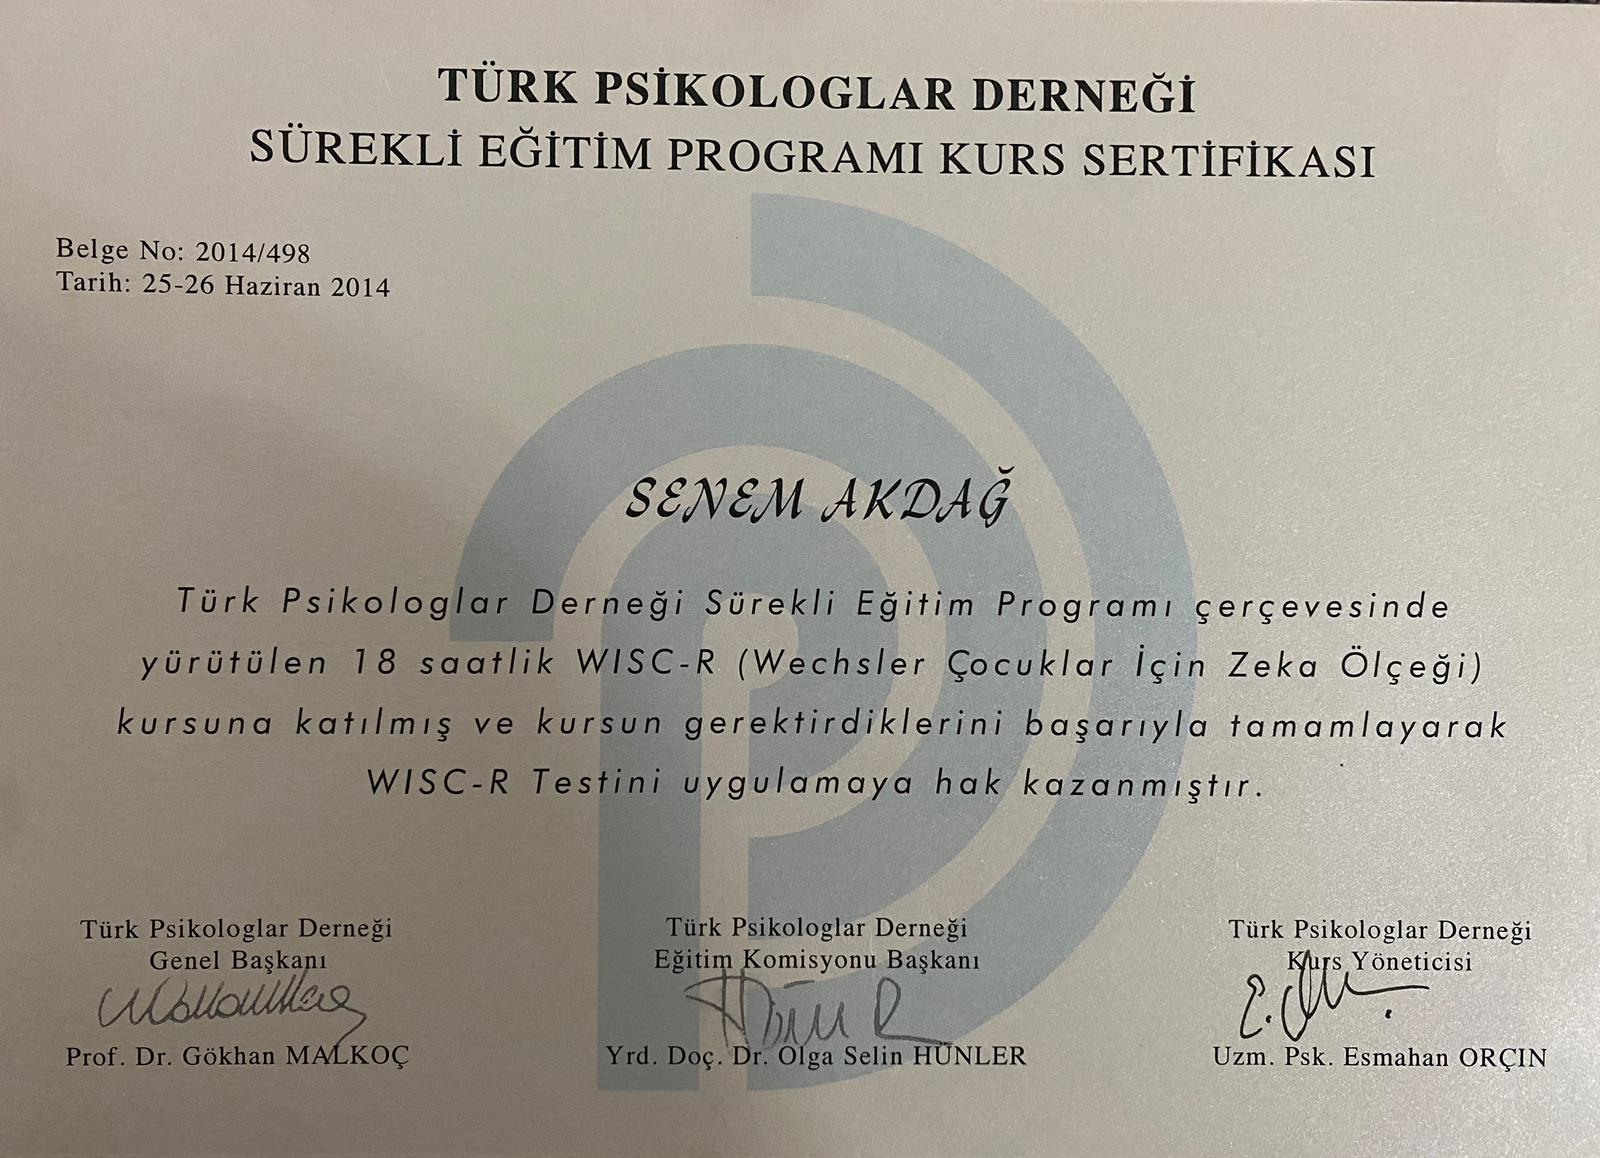 TÜRK PSİKOLOGLAR DERNEĞİ
SÜREKLİ EĞİTİM PROGRAMI KURS SERTİFİKASI
Belge No: 2014/498
Tarih: 25-26 Haziran 2014
SENEM AKDAĞ
Türk Psikologlar Derneği Sürekli Eğitim Programı çerçevesinde
yürütülen 18 saatlik WISC-R (Wechsler Çocuklar İçin Zeka Ölçeği)
kursuna katılmış ve kursun gerektirdiklerini başarıyla tamamlayarak
WISC-R Testini uygulamaya hak kazanmıştır.
Türk Psikologlar Derneği
Genel Başkanı
Prof. Dr. Gökhan MALKOÇ
Türk Psikologlar Derneği
Eğitim Komisyonu Başkanı
Yrd. Doç. Dr. Olga Selin HÜNLER
Türk Psikologlar Derneği
Kurs Yöneticisi
Uzm. Psk. Esmahan ORÇIN